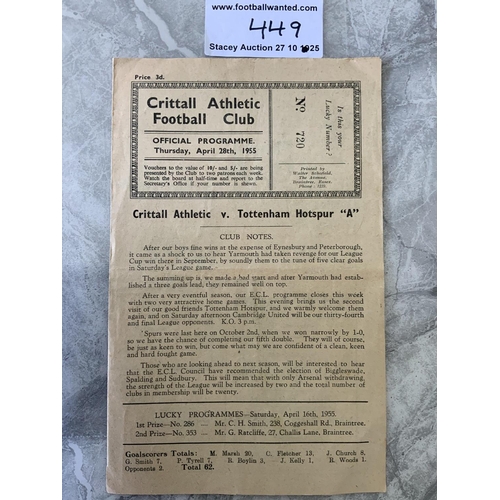 www.footballwanted.com
449
Stacey Auction 27 10 2025
Price 3d.
Crittall Athletic
Football Club
OFFICIAL PROGRAMME.
Thursday, April 28th, 1955
Vouchers to the value of 10/- and 5/- are being
presented by the Club to two patrons each week.
Watch the board at half-time and report to the
Secretary's Office if your number is shewn.
Is this your
Lucky Number?
No. 720
Printed by
Braintree, Essex.
Crittall Athletic v. Tottenham Hotspur "A"
CLUB NOTES.
After our boys fine wins at the expense of Eynesbury and Peterborough,
it came as a shock to us to hear Yarmouth had taken revenge for our League
Cup win there in September, by soundly them to the tune of five clear goals
in Saturday's League game.
The summing up is, we made a bad start and after Yarmouth had estab-
lished a three goals lead, they remained well on top.
After a very eventful season, our E.C.L. programme closes this week
with two very attractive home games. This evening brings us the second
visit of our good friends Tottenham Hotspur, and we warmly welcome them
again, and on Saturday afternoon Cambridge United will be our thirty-fourth
and final League opponents. K.O. 3 p.m.
Spurs were last here on October 2nd, when we won narrowly by 1-0,
so we have the chance of completing our fifth double. They will of course,
be just as keen to win, but come what may we are confident of a clean, keen
and hard fought game.
Those who are looking ahead to next season, will be interested to hear
that the E.C.L. Council have recommended the election of Biggleswade,
Spalding and Sudbury. This will mean that with only Arsenal withdrawing,
the strength of the League will be increased by two and the total number of
clubs in membership will be twenty.
LUCKY PROGRAMMES—Saturday, April 16th, 1955.
1st Prize—No. 286 — Mr. C. H. Smith, 238, Coggeshall Rd., Braintree.
2nd Prize—No. 353 — Mr. G. Ratcliffe, 27, Challis Lane, Braintree.
Goalscorers Totals: M. Marsh 20, C. Fletcher 13, J. Church 8,
G. Smith 7, P. Tyrell 7, R. Boylin 3, J. Kelly 1, R. Woods 1.
Opponents 2. Total 62.